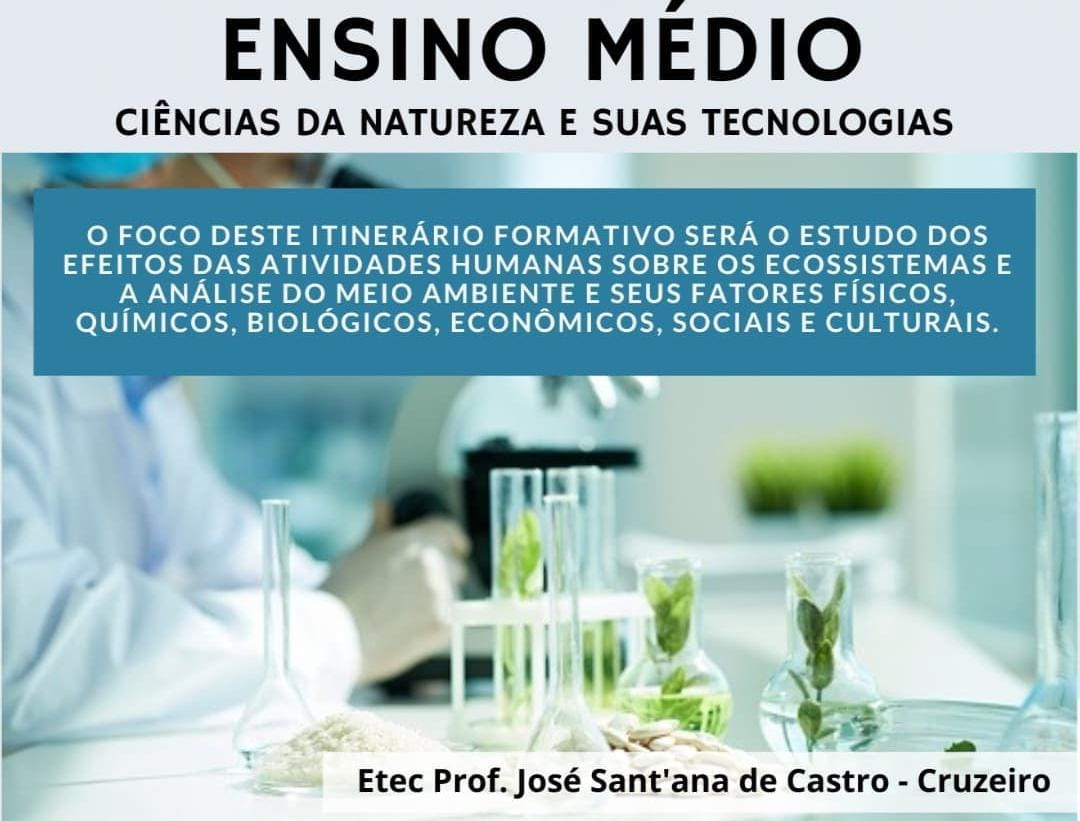 ENSINO MÉDIO
CIÊNCIAS DA NATUREZA E SUAS TECNOLOGIAS
O FOCO DESTE ITINERÁRIO FORMATIVO SERÁ O ESTUDO DOS
EFEITOS DAS ATIVIDADES HUMANAS SOBRE OS ECOSSISTEMAS E
A ANÁLISE DO MEIO AMBIENTE E SEUS FATORES FÍSICOS,
QUÍMICOS, BIOLÓGICOS, ECONÔMICOS, SOCIAIS E CULTURAIS.
Etec Prof. José Sant'ana de Castro - Cruzeiro